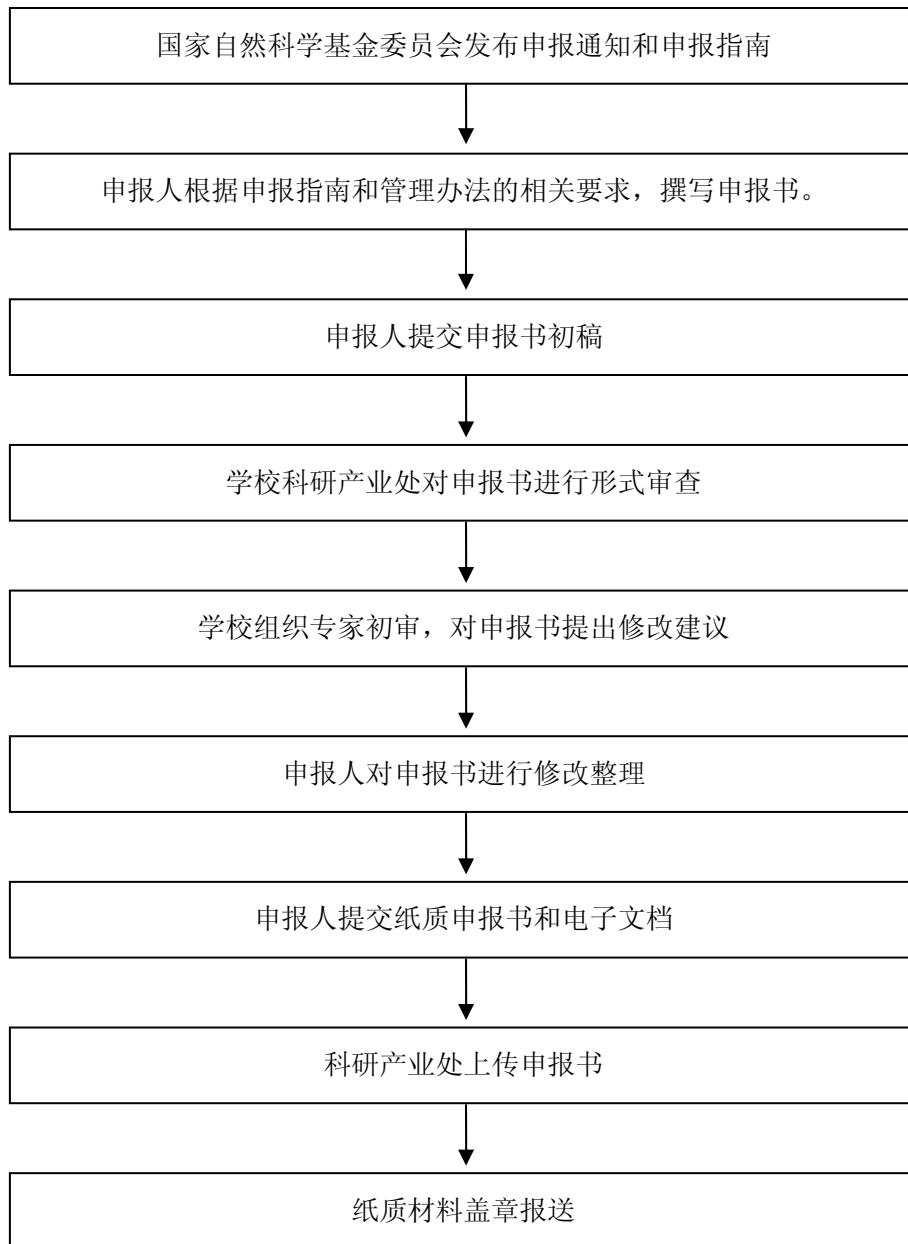 国家自然科学基金委员会发布申报通知和申报指南
申报人根据申报指南和管理办法的相关要求，撰写申报书。
申报人提交申报书初稿
学校科研产业处对申报书进行形式审查
学校组织专家初审，对申报书提出修改建议
申报人对申报书进行修改整理
申报人提交纸质申报书和电子文档
科研产业处上传申报书
纸质材料盖章报送